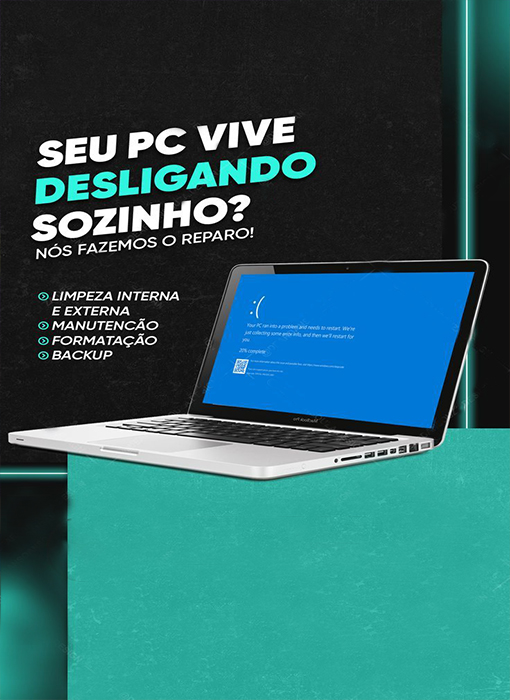 SEU PC VIVE
DESLIGANDO
SOZINHO?
NÓS FAZEMOS O REPARO!
LIMPEZA INTERNA
E EXTERNA
MANUTENCÃO
FORMATAÇÃO
BACKUP
:(
Your PC ran into a problem and needs to restart. We're
just collecting some error info, and then we'll restart for
you.
20% complete